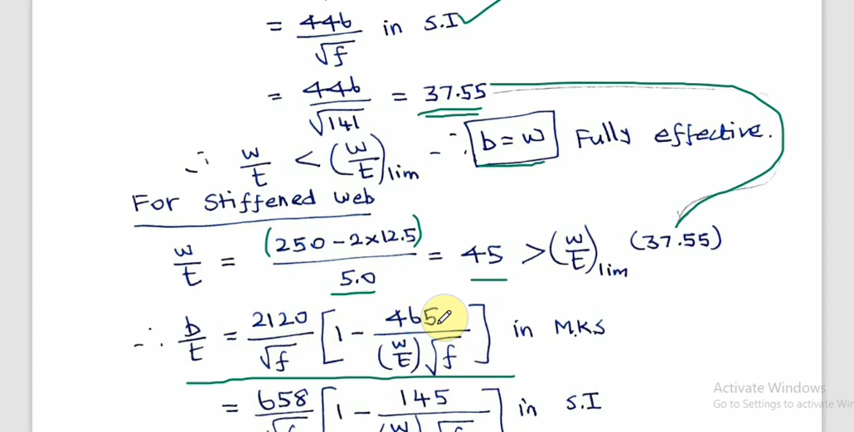 = 446/√f in S.I
= 446/√141 = 37.55
∴ w/t < (w/t)lim - ∵ b = w Fully effective.
For Stiffened Web
w/t = (250 - 2×12.5)/5.0 = 45 > (w/t)lim (37.55)
∴ b/t = 2120/√f [1 - 465/((w/t)√f)] in M.K.S
= 658/√f [1 - 145/((w/t)√f)] in S.I
Activate Windows
Go to Settings to activate Win